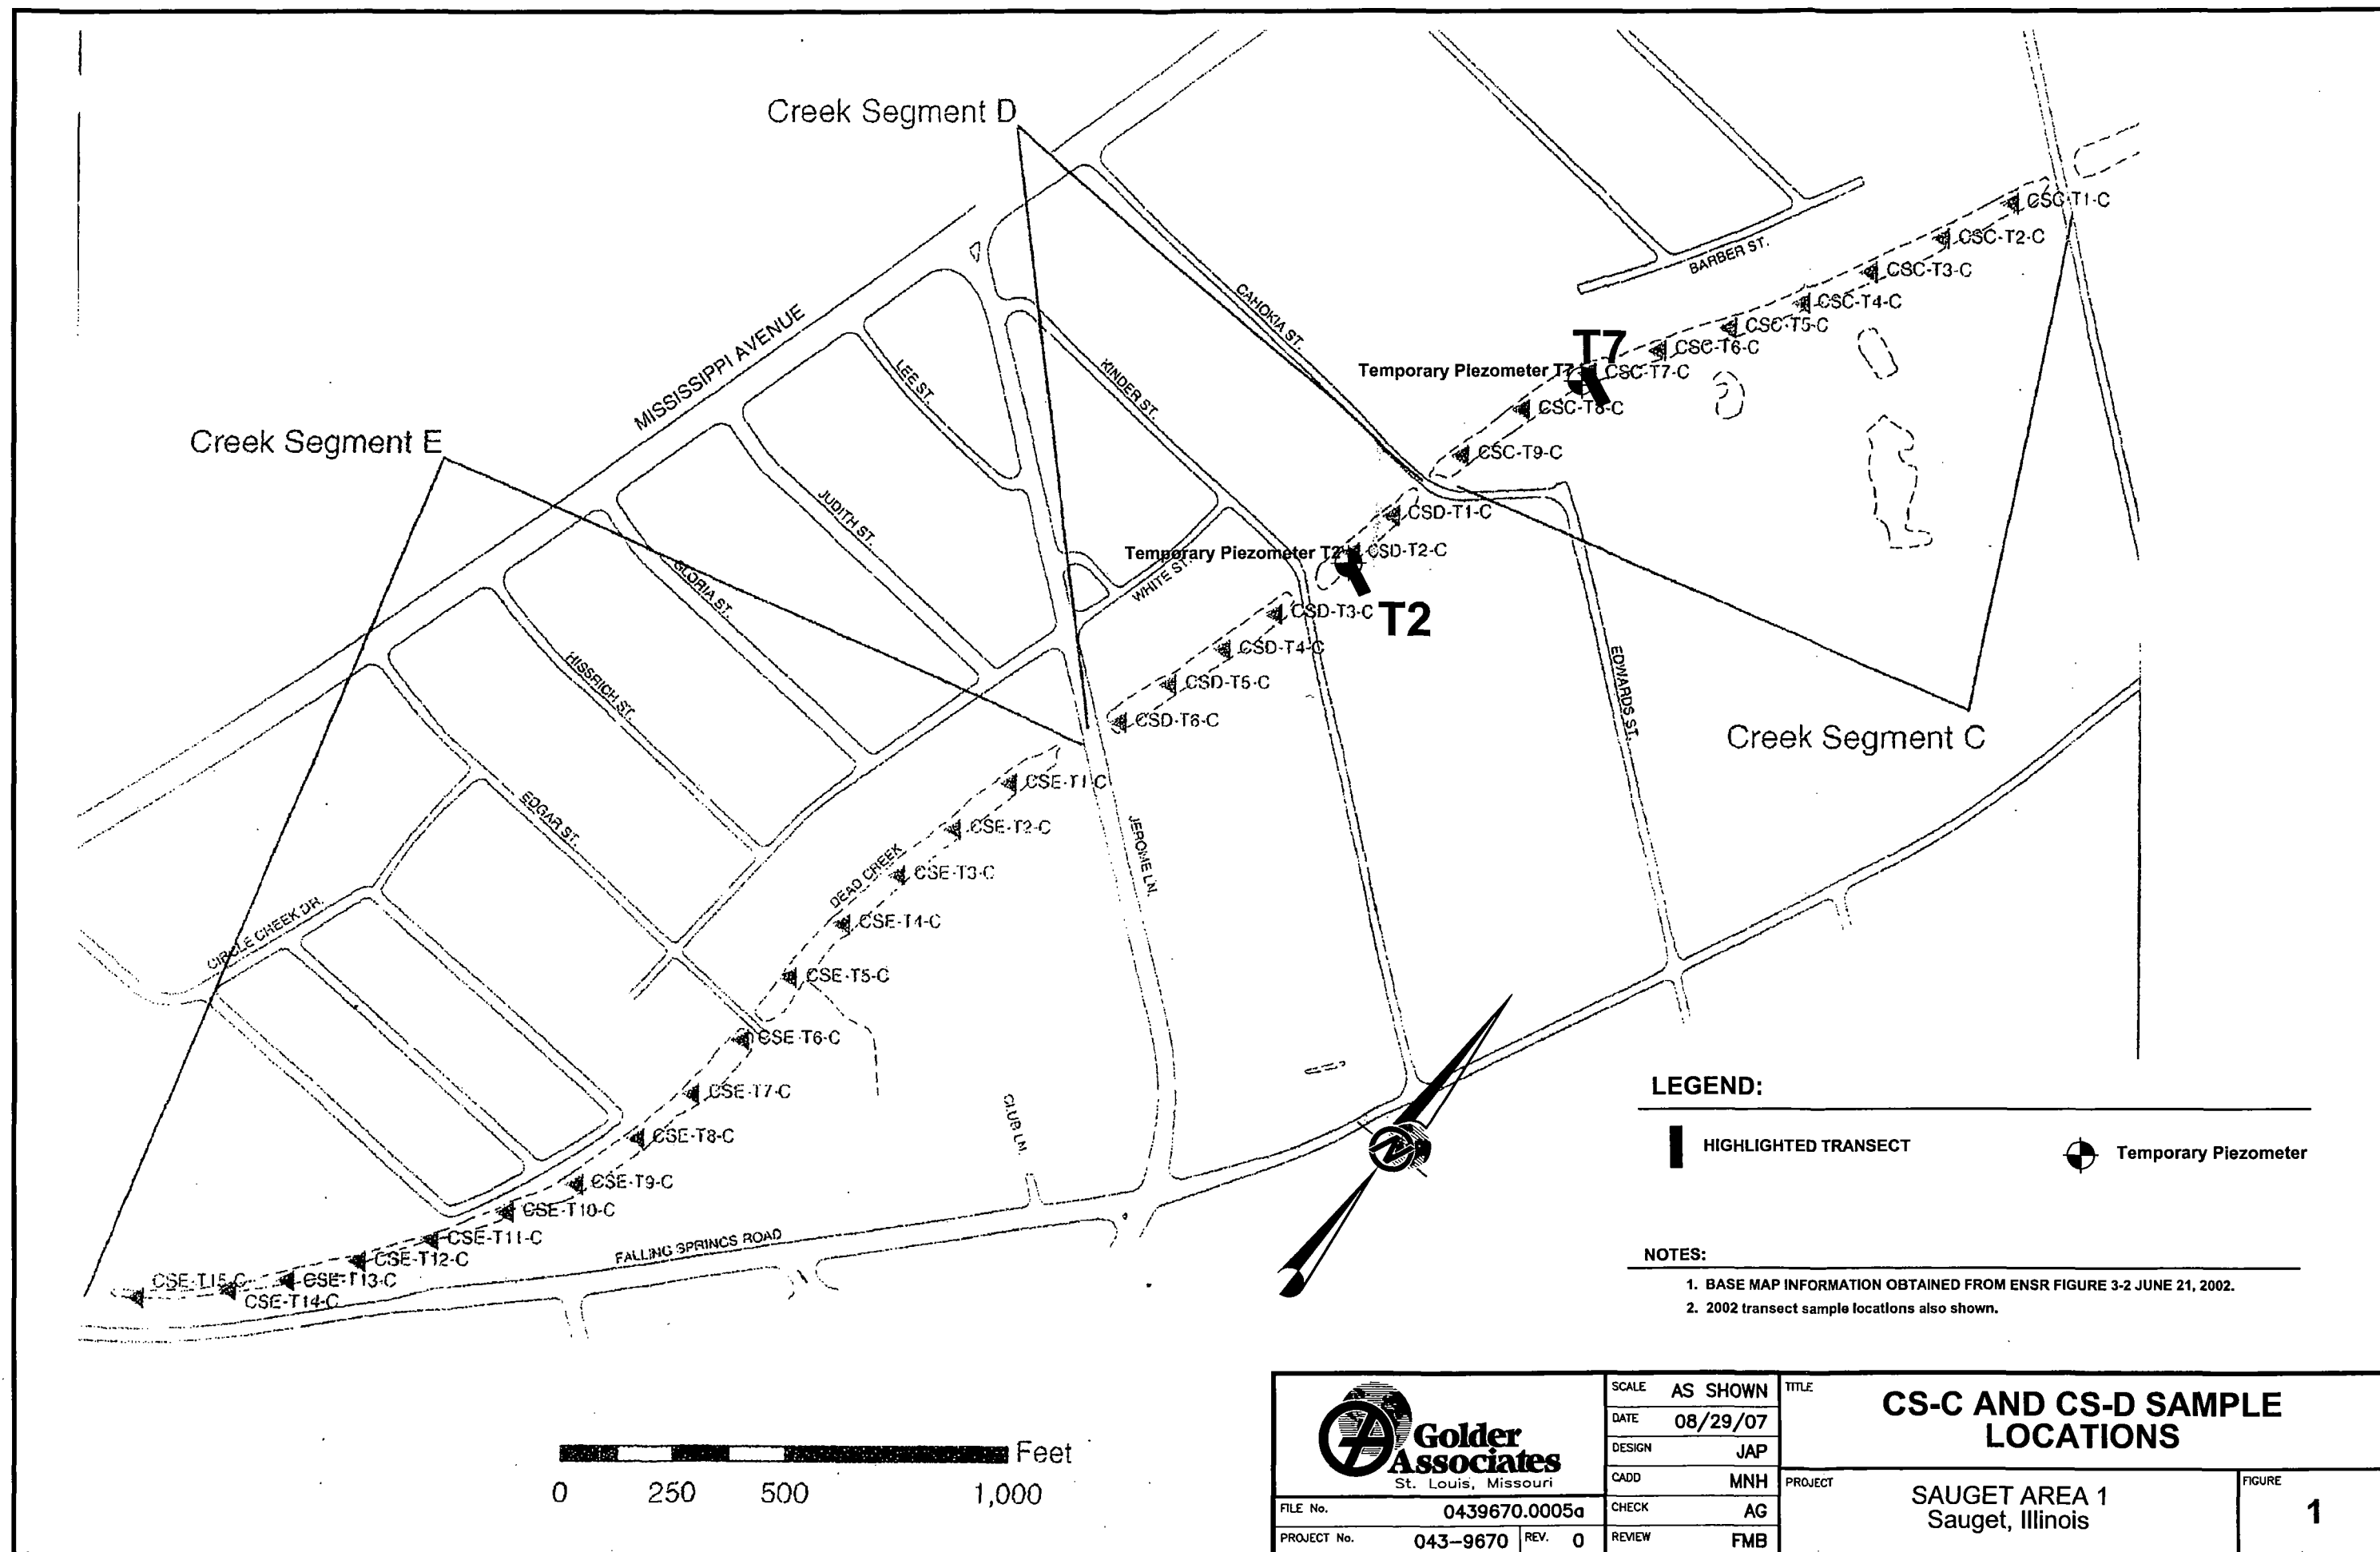 Creek Segment D
CSC-T1-C
CSC-T2-C
BARBER ST.
CSC-T3-C
CAHOKIA ST.
CSC-T4-C
MISSISSIPPI AVENUE
CSC-T5-C
T7
CSC-T6-C
LEE ST.
KINDER ST.
Temporary Piezometer T7
CSC-T7-C
CSC-T8-C
Creek Segment E
CSC-T9-C
JUDITH ST.
CSD-T1-C
Temporary Piezometer T2
CSD-T2-C
GLORIA ST.
WHITE ST.
CSD-T3-C
T2
CSD-T4-C
HISSRICH ST.
CSD-T5-C
EDWARDS ST.
CSD-T6-C
Creek Segment C
CSE-T1-C
EDGAR ST.
CSE-T2-C
JEROME LN.
DEAD CREEK
CSE-T3-C
CSE-T4-C
CIRCLE CREEK DR.
CSE-T5-C
CSE-T6-C
CSE-T7-C
CLUB LN.
CSE-T8-C
CSE-T9-C
CSE-T10-C
CSE-T11-C
FALLING SPRINGS ROAD
CSE-T12-C
CSE-T15-C
CSE-T13-C
CSE-T14-C
LEGEND:
HIGHLIGHTED TRANSECT
Temporary Piezometer
NOTES:
1. BASE MAP INFORMATION OBTAINED FROM ENSR FIGURE 3-2 JUNE 21, 2002.
2. 2002 transect sample locations also shown.
Feet
0 250 500 1,000
Golder
Associates
St. Louis, Missouri
SCALE AS SHOWN
DATE 08/29/07
DESIGN JAP
CADD MNH
CHECK AG
REVIEW FMB
FILE No. 0439670.0005a
PROJECT No. 043-9670 REV. 0
TITLE
CS-C AND CS-D SAMPLE
LOCATIONS
PROJECT
SAUGET AREA 1
Sauget, Illinois
FIGURE
1